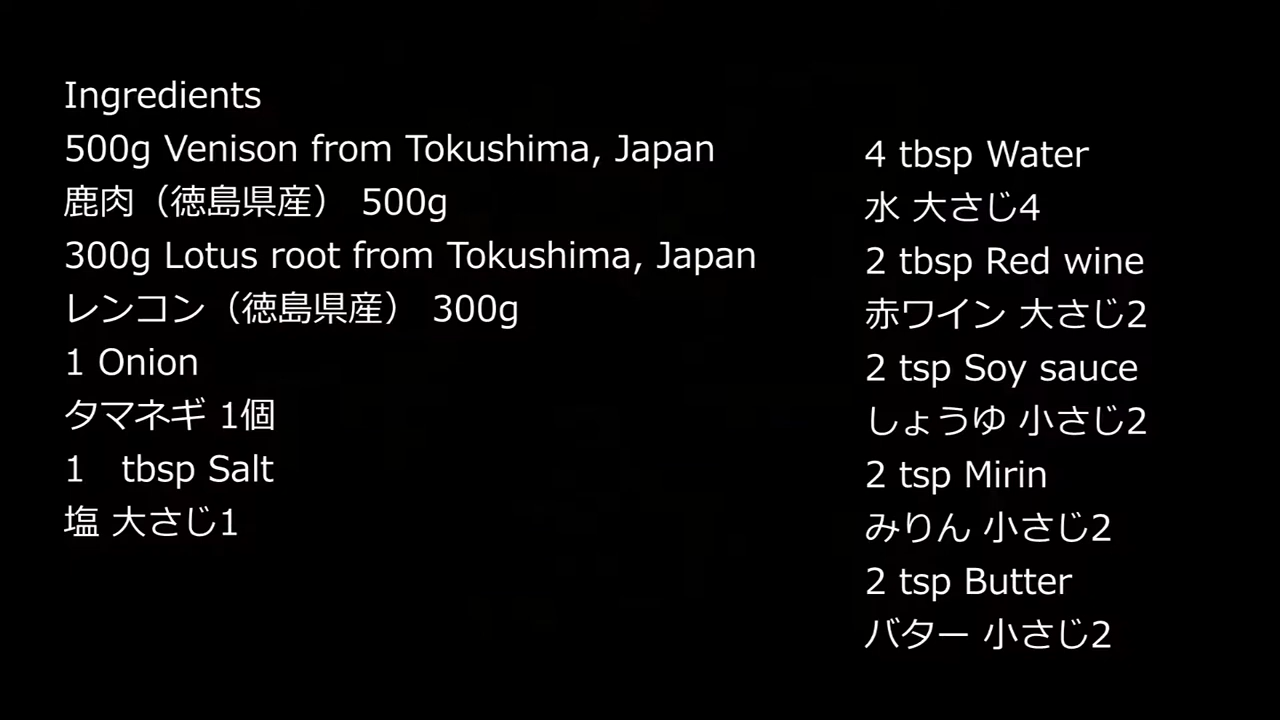 Ingredients
500g Venison from Tokushima, Japan
鹿肉（徳島県産） 500g
300g Lotus root from Tokushima, Japan
レンコン（徳島県産） 300g
1 Onion
タマネギ 1個
1　tbsp Salt
塩 大さじ1
4 tbsp Water
水 大さじ4
2 tbsp Red wine
赤ワイン 大さじ2
2 tsp Soy sauce
しょうゆ 小さじ2
2 tsp Mirin
みりん 小さじ2
2 tsp Butter
バター 小さじ2